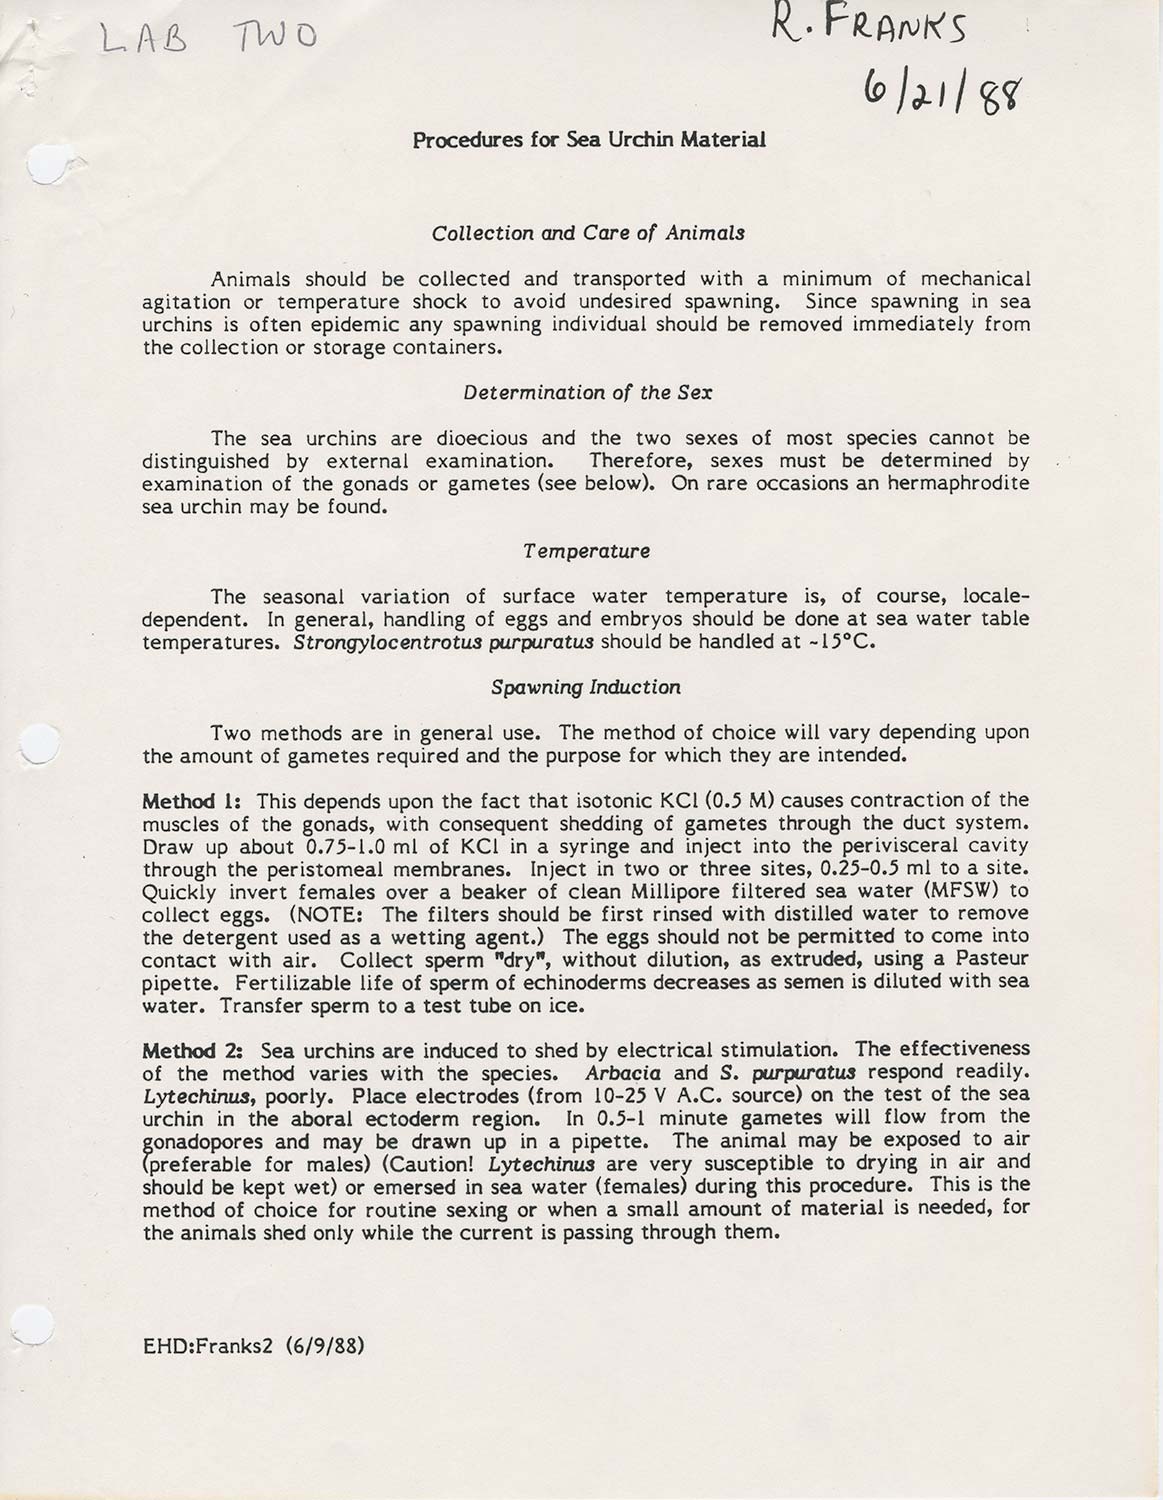 LAB TWO
R. FRANKS
6/21/88
Procedures for Sea Urchin Material
Collection and Care of Animals
Animals should be collected and transported with a minimum of mechanical
agitation or temperature shock to avoid undesired spawning. Since spawning in sea
urchins is often epidemic any spawning individual should be removed immediately from
the collection or storage containers.
Determination of the Sex
The sea urchins are dioecious and the two sexes of most species cannot be
distinguished by external examination. Therefore, sexes must be determined by
examination of the gonads or gametes (see below). On rare occasions an hermaphrodite
sea urchin may be found.
Temperature
The seasonal variation of surface water temperature is, of course, locale-
dependent. In general, handling of eggs and embryos should be done at sea water table
temperatures. Strongylocentrotus purpuratus should be handled at ~15°C.
Spawning Induction
Two methods are in general use. The method of choice will vary depending upon
the amount of gametes required and the purpose for which they are intended.
Method 1: This depends upon the fact that isotonic KCl (0.5 M) causes contraction of the
muscles of the gonads, with consequent shedding of gametes through the duct system.
Draw up about 0.75-1.0 ml of KCl in a syringe and inject into the perivisceral cavity
through the peristomeal membranes. Inject in two or three sites, 0.25-0.5 ml to a site.
Quickly invert females over a beaker of clean Millipore filtered sea water (MFSW) to
collect eggs. (NOTE: The filters should be first rinsed with distilled water to remove
the detergent used as a wetting agent.) The eggs should not be permitted to come into
contact with air. Collect sperm "dry", without dilution, as extruded, using a Pasteur
pipette. Fertilizable life of sperm of echinoderms decreases as semen is diluted with sea
water. Transfer sperm to a test tube on ice.
Method 2: Sea urchins are induced to shed by electrical stimulation. The effectiveness
of the method varies with the species. Arbacia and S. purpuratus respond readily.
Lytechinus, poorly. Place electrodes (from 10-25 V A.C. source) on the test of the sea
urchin in the aboral ectoderm region. In 0.5-1 minute gametes will flow from the
gonadopores and may be drawn up in a pipette. The animal may be exposed to air
(preferable for males) (Caution! Lytechinus are very susceptible to drying in air and
should be kept wet) or emersed in sea water (females) during this procedure. This is the
method of choice for routine sexing or when a small amount of material is needed, for
the animals shed only while the current is passing through them.
EHD:Franks2 (6/9/88)